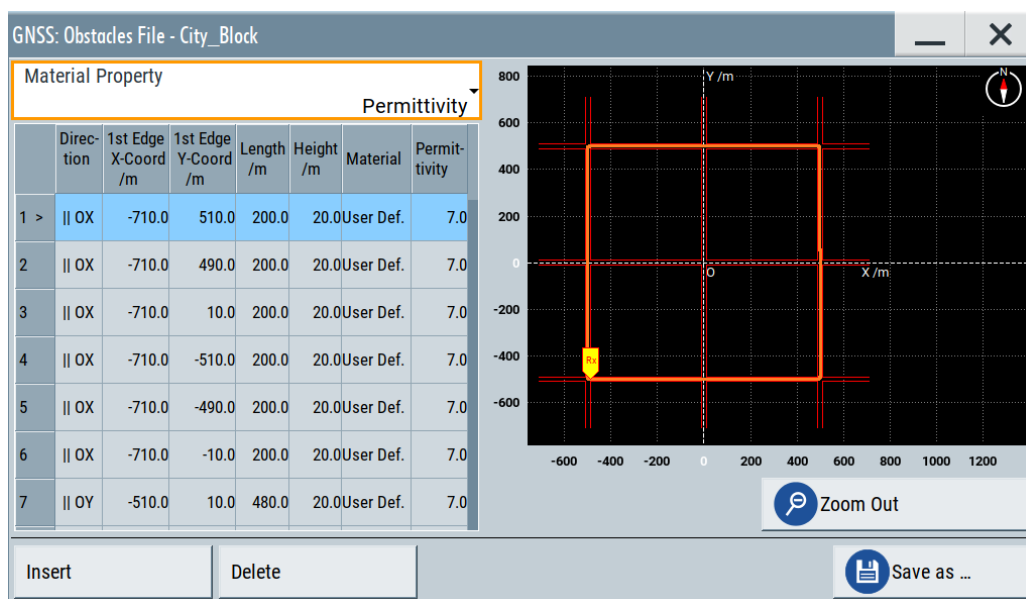 GNSS: Obstacles File - City_Block
Material Property
Permittivity
Direc-tion 1st Edge X-Coord /m 1st Edge Y-Coord /m Length /m Height /m Material Permit-tivity
1 > || OX -710.0 510.0 200.0 20.0 User Def. 7.0
2 || OX -710.0 490.0 200.0 20.0 User Def. 7.0
3 || OX -710.0 10.0 200.0 20.0 User Def. 7.0
4 || OX -710.0 -510.0 200.0 20.0 User Def. 7.0
5 || OX -710.0 -490.0 200.0 20.0 User Def. 7.0
6 || OX -710.0 -10.0 200.0 20.0 User Def. 7.0
7 || OY -510.0 10.0 480.0 20.0 User Def. 7.0
800
600
400
200
0
-200
-400
-600
Y /m
N
O
X /m
Rx
-600 -400 -200 0 200 400 600 800 1000 1200
Zoom Out
Insert
Delete
Save as ...